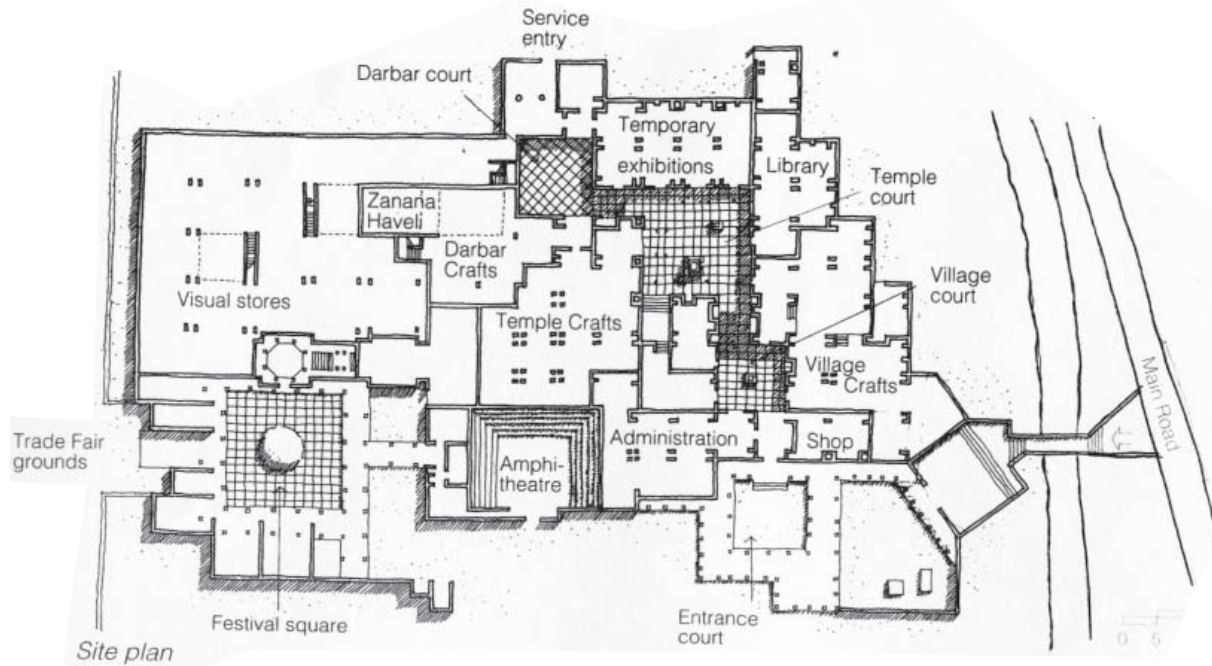 Service
entry
Darbar court
Temporary
exhibitions
Library
Temple
court
Zanana
Haveli
Darbar
Crafts
Village
court
Visual stores
Temple Crafts
Village
Crafts
Main Road
Trade Fair
grounds
Administration
Shop
Amphi-
theatre
Festival square
Entrance
court
0 5
Site plan